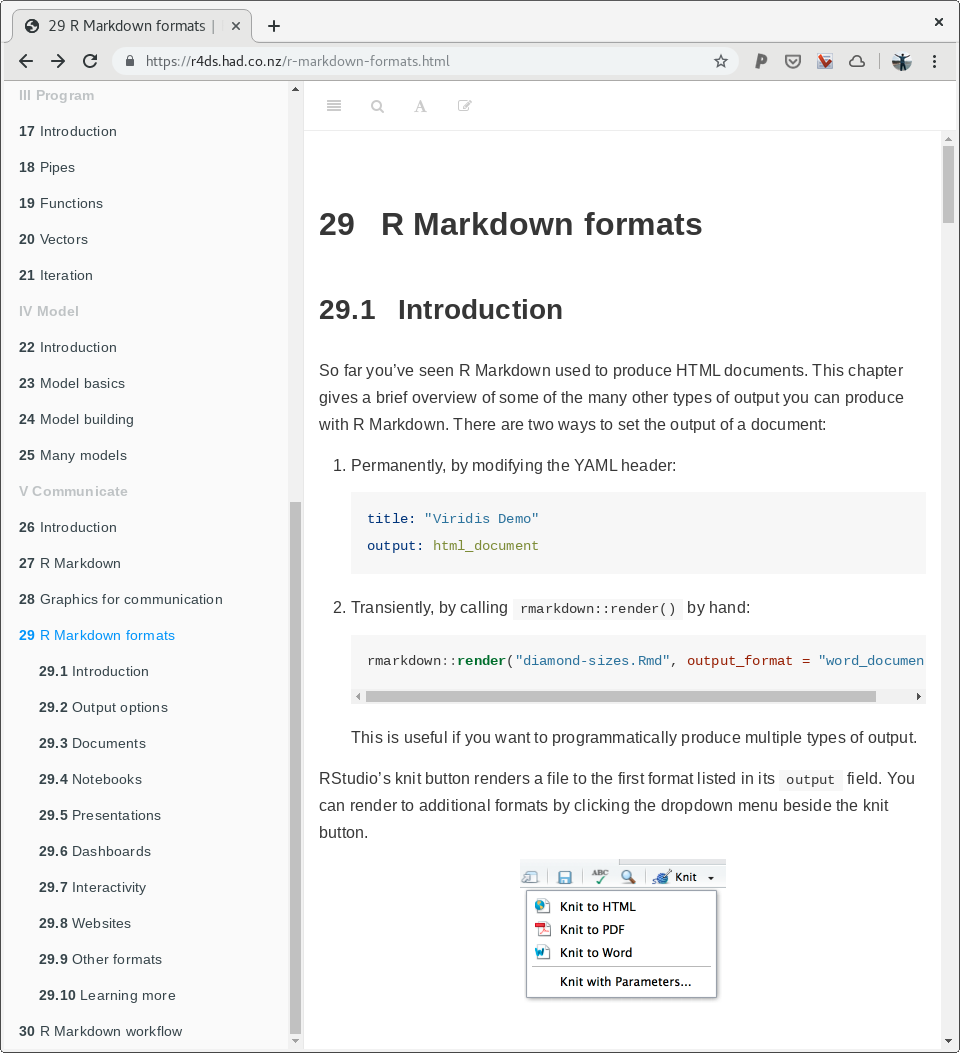 29 R Markdown formats |
https://r4ds.had.co.nz/r-markdown-formats.html
III Program
17 Introduction
18 Pipes
19 Functions
20 Vectors
21 Iteration
IV Model
22 Introduction
23 Model basics
24 Model building
25 Many models
V Communicate
26 Introduction
27 R Markdown
28 Graphics for communication
29 R Markdown formats
29.1 Introduction
29.2 Output options
29.3 Documents
29.4 Notebooks
29.5 Presentations
29.6 Dashboards
29.7 Interactivity
29.8 Websites
29.9 Other formats
29.10 Learning more
30 R Markdown workflow
A
29 R Markdown formats
29.1 Introduction
So far you’ve seen R Markdown used to produce HTML documents. This chapter
gives a brief overview of some of the many other types of output you can produce
with R Markdown. There are two ways to set the output of a document:
1. Permanently, by modifying the YAML header:
title: "Viridis Demo"
output: html_document
2. Transiently, by calling rmarkdown::render() by hand:
rmarkdown::render("diamond-sizes.Rmd", output_format = "word_documen
This is useful if you want to programmatically produce multiple types of output.
RStudio’s knit button renders a file to the first format listed in its output field. You
can render to additional formats by clicking the dropdown menu beside the knit
button.
ABC Knit
Knit to HTML
Knit to PDF
Knit to Word
Knit with Parameters...